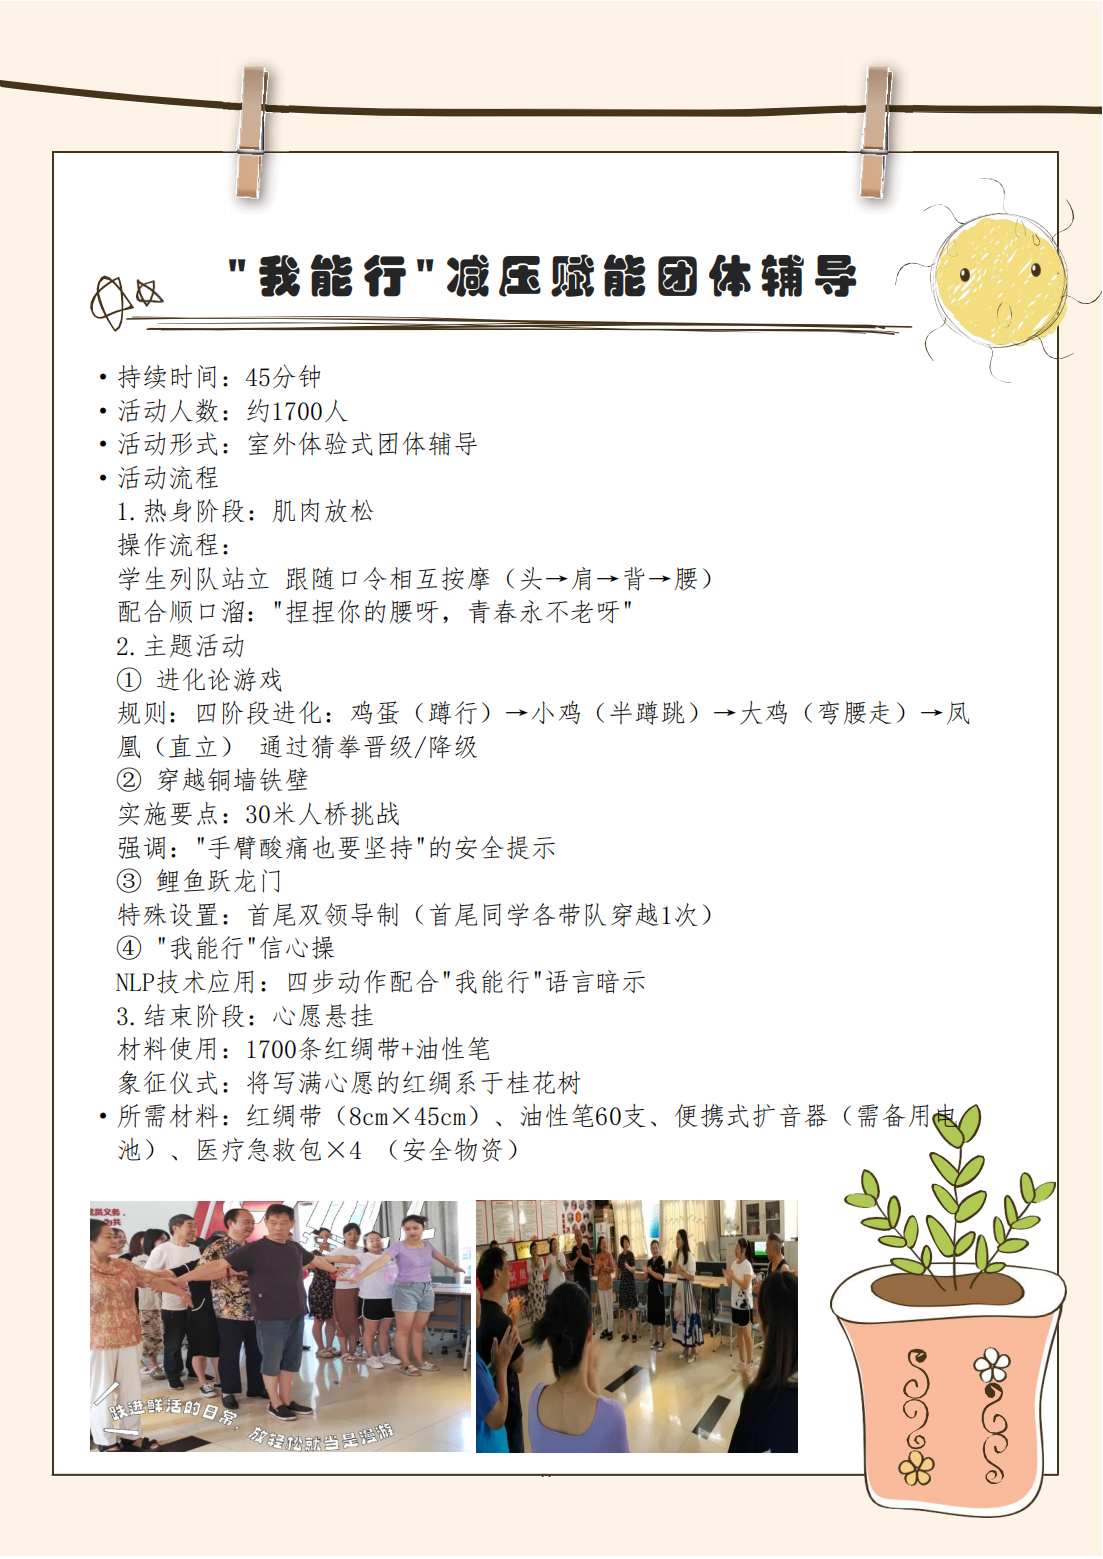 "我能行"减压赋能团体辅导
• 持续时间：45分钟
• 活动人数：约1700人
• 活动形式：室外体验式团体辅导
• 活动流程
1.热身阶段：肌肉放松
操作流程：
学生列队站立 跟随口令相互按摩（头→肩→背→腰）
配合顺口溜："捏捏你的腰呀，青春永不老呀"
2.主题活动
① 进化论游戏
规则：四阶段进化：鸡蛋（蹲行）→小鸡（半蹲跳）→大鸡（弯腰走）→凤
凰（直立） 通过猜拳晋级/降级
② 穿越铜墙铁壁
实施要点：30米人桥挑战
强调："手臂酸痛也要坚持"的安全提示
③ 鲤鱼跃龙门
特殊设置：首尾双领导制（首尾同学各带队穿越1次）
④ "我能行"信心操
NLP技术应用：四步动作配合"我能行"语言暗示
3.结束阶段：心愿悬挂
材料使用：1700条红绸带+油性笔
象征仪式：将写满心愿的红绸系于桂花树
• 所需材料：红绸带（8cm×45cm）、油性笔60支、便携式扩音器（需备用电
池）、医疗急救包×4 （安全物资）
党员义务，
为共
跌进鲜活的日常，放轻松就当是漫游